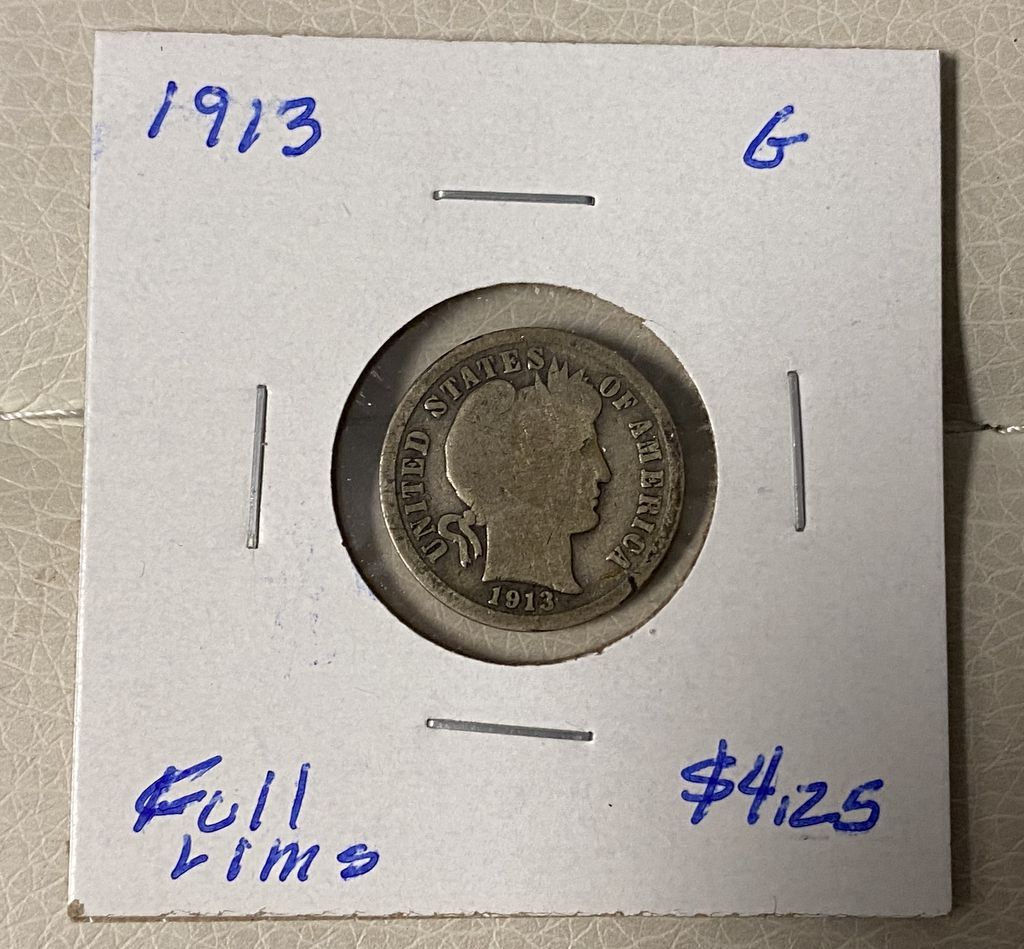 1913
G
UNITED STATES OF AMERICA
1913
Full
rims
$4.25